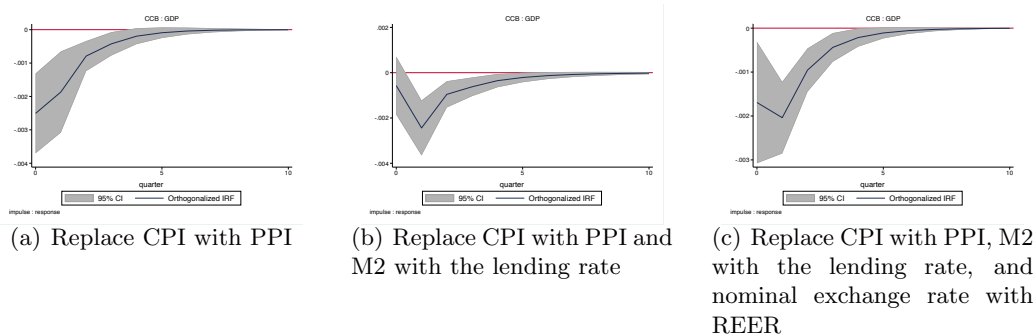 CCB : GDP
0
-.001
-.002
-.003
-.004
0
5
10
quarter
95% CI
Orthogonalized IRF
impulse : response
(a) Replace CPI with PPI
CCB : GDP
.002
0
-.002
-.004
0
5
10
quarter
95% CI
Orthogonalized IRF
impulse : response
(b) Replace CPI with PPI and
M2 with the lending rate
CCB : GDP
0
-.001
-.002
-.003
0
5
10
quarter
95% CI
Orthogonalized IRF
impulse : response
(c) Replace CPI with PPI, M2
with the lending rate, and
nominal exchange rate with
REER